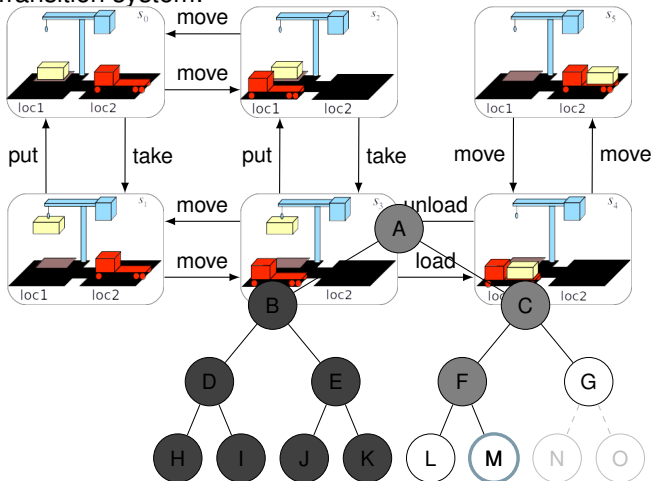 Transition system:
s0 move s2 s5
move
loc1 loc2 loc1 loc2 loc1 loc2
put take put take move move
s1 move s3 A unload s4
move load
loc1 loc2 loc2 loc2
B C
D E F G
H I J K L M N O